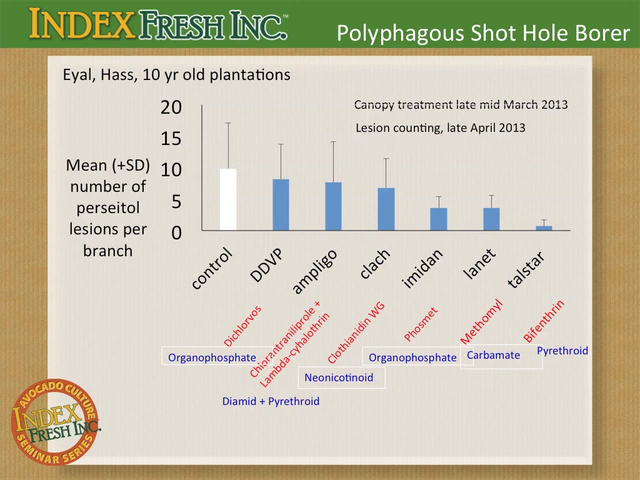 INDEX FRESH INC.™
Polyphagous Shot Hole Borer
Eyal, Hass, 10 yr old plantations
Canopy treatment late mid March 2013
Lesion counting, late April 2013
Mean (+SD)
number of
perseitol
lesions per
branch
20
15
10
5
0
control
DDVP
ampligo
clach
imidan
lanet
talstar
Dichlorvos
Chlorantraniliprole +
Lambda-cyhalothrin
Clothianidin WG
Phosmet
Methomyl
Bifenthrin
Organophosphate
Organophosphate
Carbamate
Pyrethroid
Neonicotinoid
Diamid + Pyrethroid
AVOCADO CULTURE
INDEX
FRESH INC.
SEMINAR SERIES